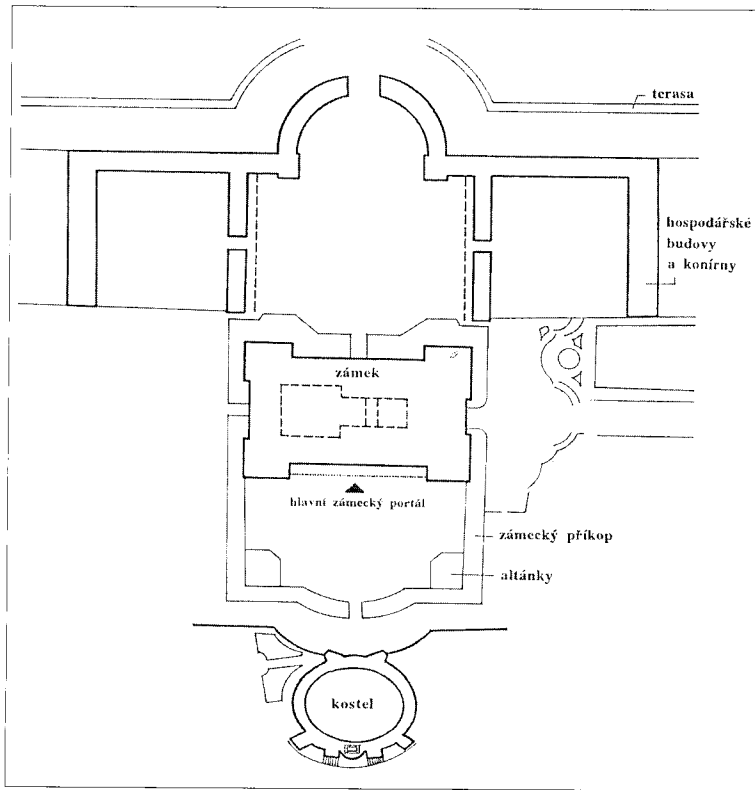 terasa
hospodářské
budovy
a konírny
zámek
hlavní zámecký portál
zámecký příkop
altánky
kostel